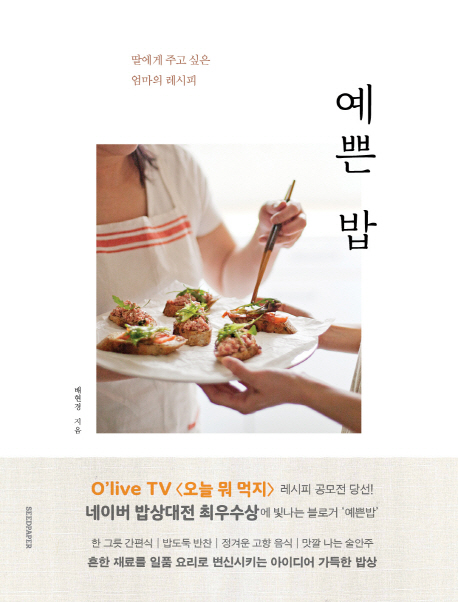 딸에게 주고 싶은
엄마의 레시피
예쁜 밥
배현경 지음
O'live TV 〈오늘 뭐 먹지〉 레시피 공모전 당선!
네이버 밥상대전 최우수상에 빛나는 블로거 '예쁜밥'
한 그릇 간편식 | 밥도둑 반찬 | 정겨운 고향 음식 | 맛깔 나는 술안주
흔한 재료를 일품 요리로 변신시키는 아이디어 가득한 밥상
SEEDPAPER